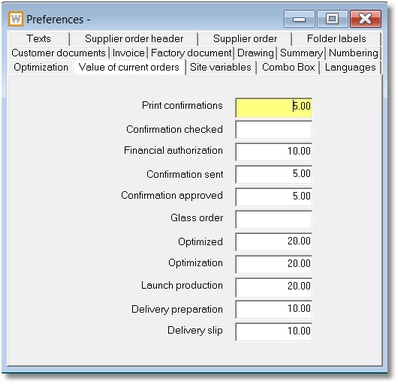 Preferences -
Texts Supplier order header Supplier order Folder labels
Customer documents Invoice Factory document Drawing Summary Numbering
Optimization Value of current orders Site variables Combo Box Languages
Print confirmations 5.00
Confirmation checked
Financial authorization 10.00
Confirmation sent 5.00
Confirmation approved 5.00
Glass order
Optimized 20.00
Optimization 20.00
Launch production 20.00
Delivery preparation 10.00
Delivery slip 10.00